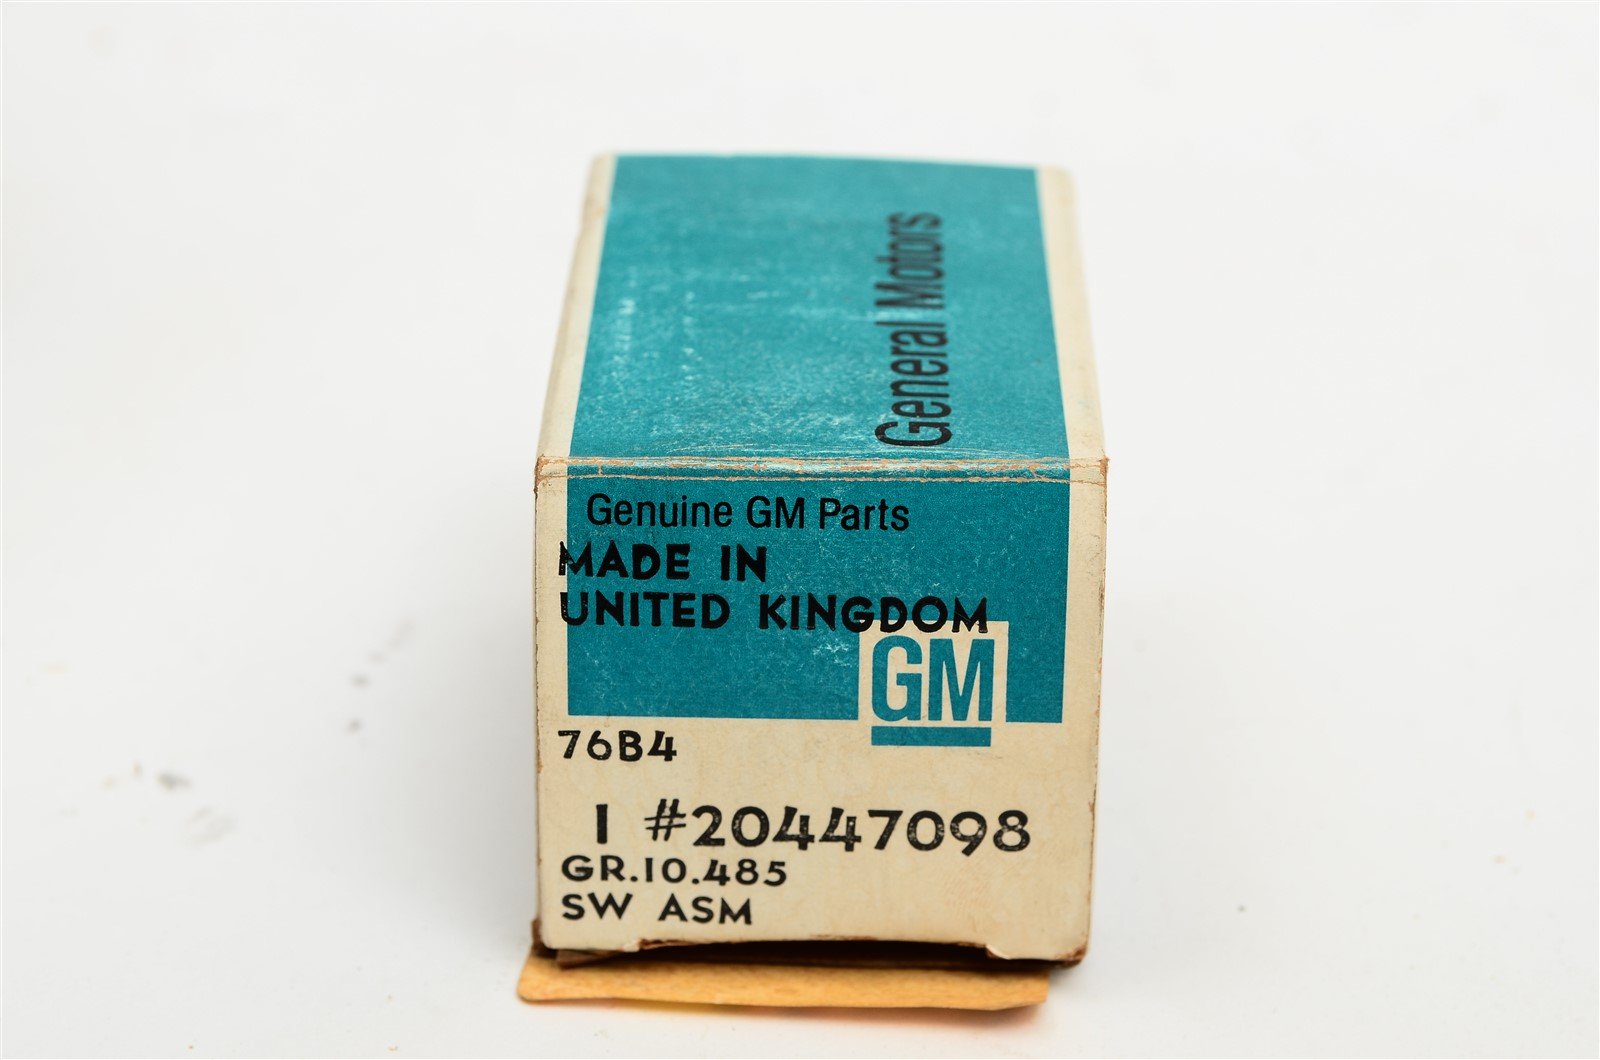 General Motors
Genuine GM Parts
MADE IN
UNITED KINGDOM
GM
76B4
1 #20447098
GR.10.485
SW ASM